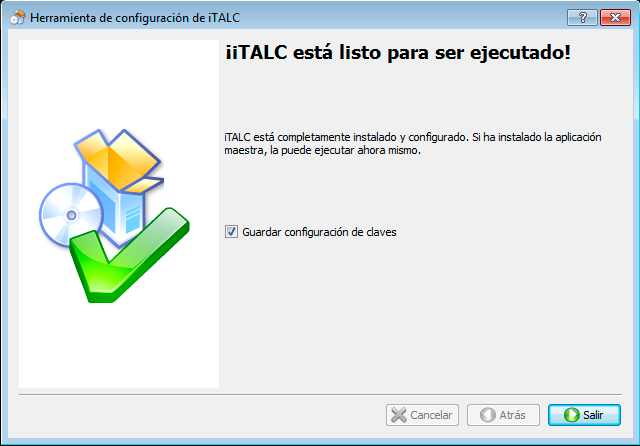 Herramienta de configuración de iTALC
¡iTALC está listo para ser ejecutado!
iTALC está completamente instalado y configurado. Si ha instalado la aplicación
maestra, la puede ejecutar ahora mismo.
Guardar configuración de claves
Cancelar
Atrás
Salir